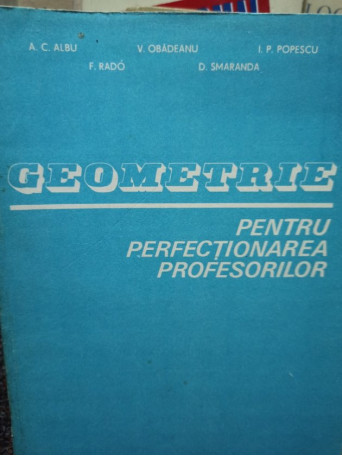 A. C. ALBU V. OBĂDEANU I. P. POPESCU
F. RADÓ D. SMARANDA
GEOMETRIE
PENTRU
PERFECȚIONAREA
PROFESORILOR